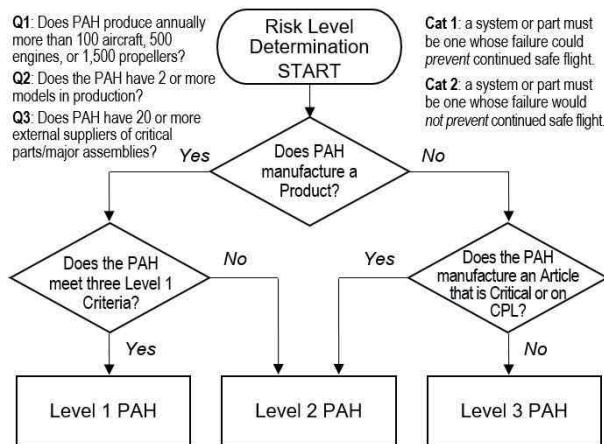 Q1: Does PAH produce annually
more than 100 aircraft, 500
engines, or 1,500 propellers?
Q2: Does the PAH have 2 or more
models in production?
Q3: Does PAH have 20 or more
external suppliers of critical
parts/major assemblies?
Risk Level
Determination
START
Cat 1: a system or part must
be one whose failure could
prevent continued safe flight.
Cat 2: a system or part must
be one whose failure would
not prevent continued safe flight.
Yes
Does PAH
manufacture a
Product?
No
Does the PAH
meet three Level 1
Criteria?
No
Yes
Does the PAH
manufacture an Article
that is Critical or on
CPL?
Yes
No
Level 1 PAH
Level 2 PAH
Level 3 PAH